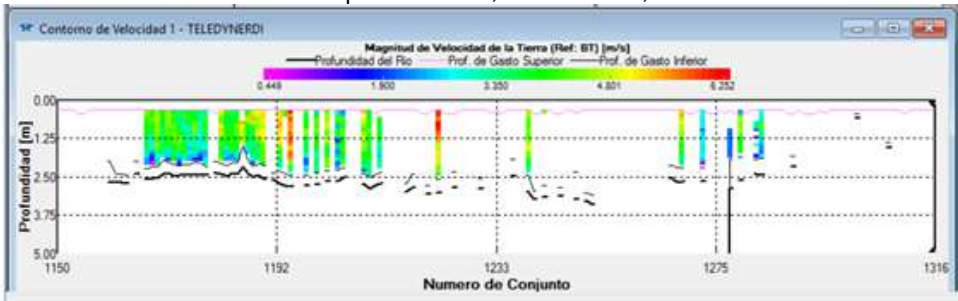 Contorno de Velocidad 1 - TELEDYNERDI
Magnitud de Velocidad de la Tierra (Ref: BT) [m/s]
Profundidad del Rio Prof. de Gasto Superior Prof. de Gasto Inferior
0.449 1.900 3.350 4.801 6.252
Profundidad [m]
0.00
1.25
2.50
3.75
5.00
1150 1192 1233 1275 1316
Numero de Conjunto